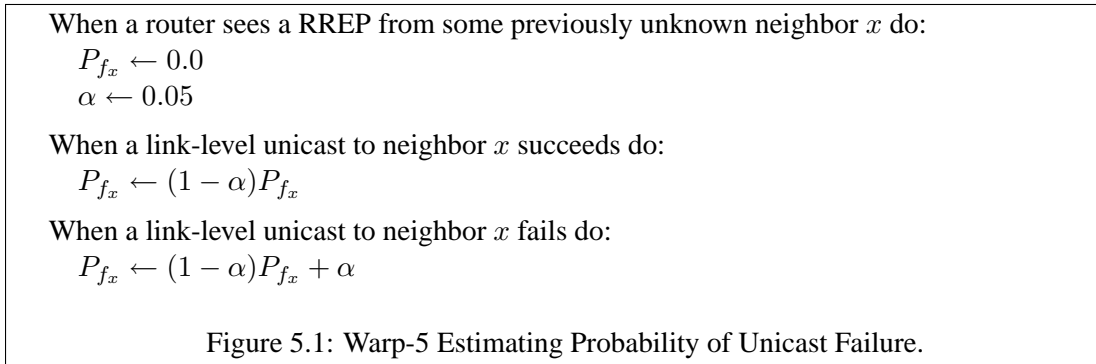 When a router sees a RREP from some previously unknown neighbor x do:
P_{f_x} ← 0.0
α ← 0.05
When a link-level unicast to neighbor x succeeds do:
P_{f_x} ← (1 − α)P_{f_x}
When a link-level unicast to neighbor x fails do:
P_{f_x} ← (1 − α)P_{f_x} + α
Figure 5.1: Warp-5 Estimating Probability of Unicast Failure.